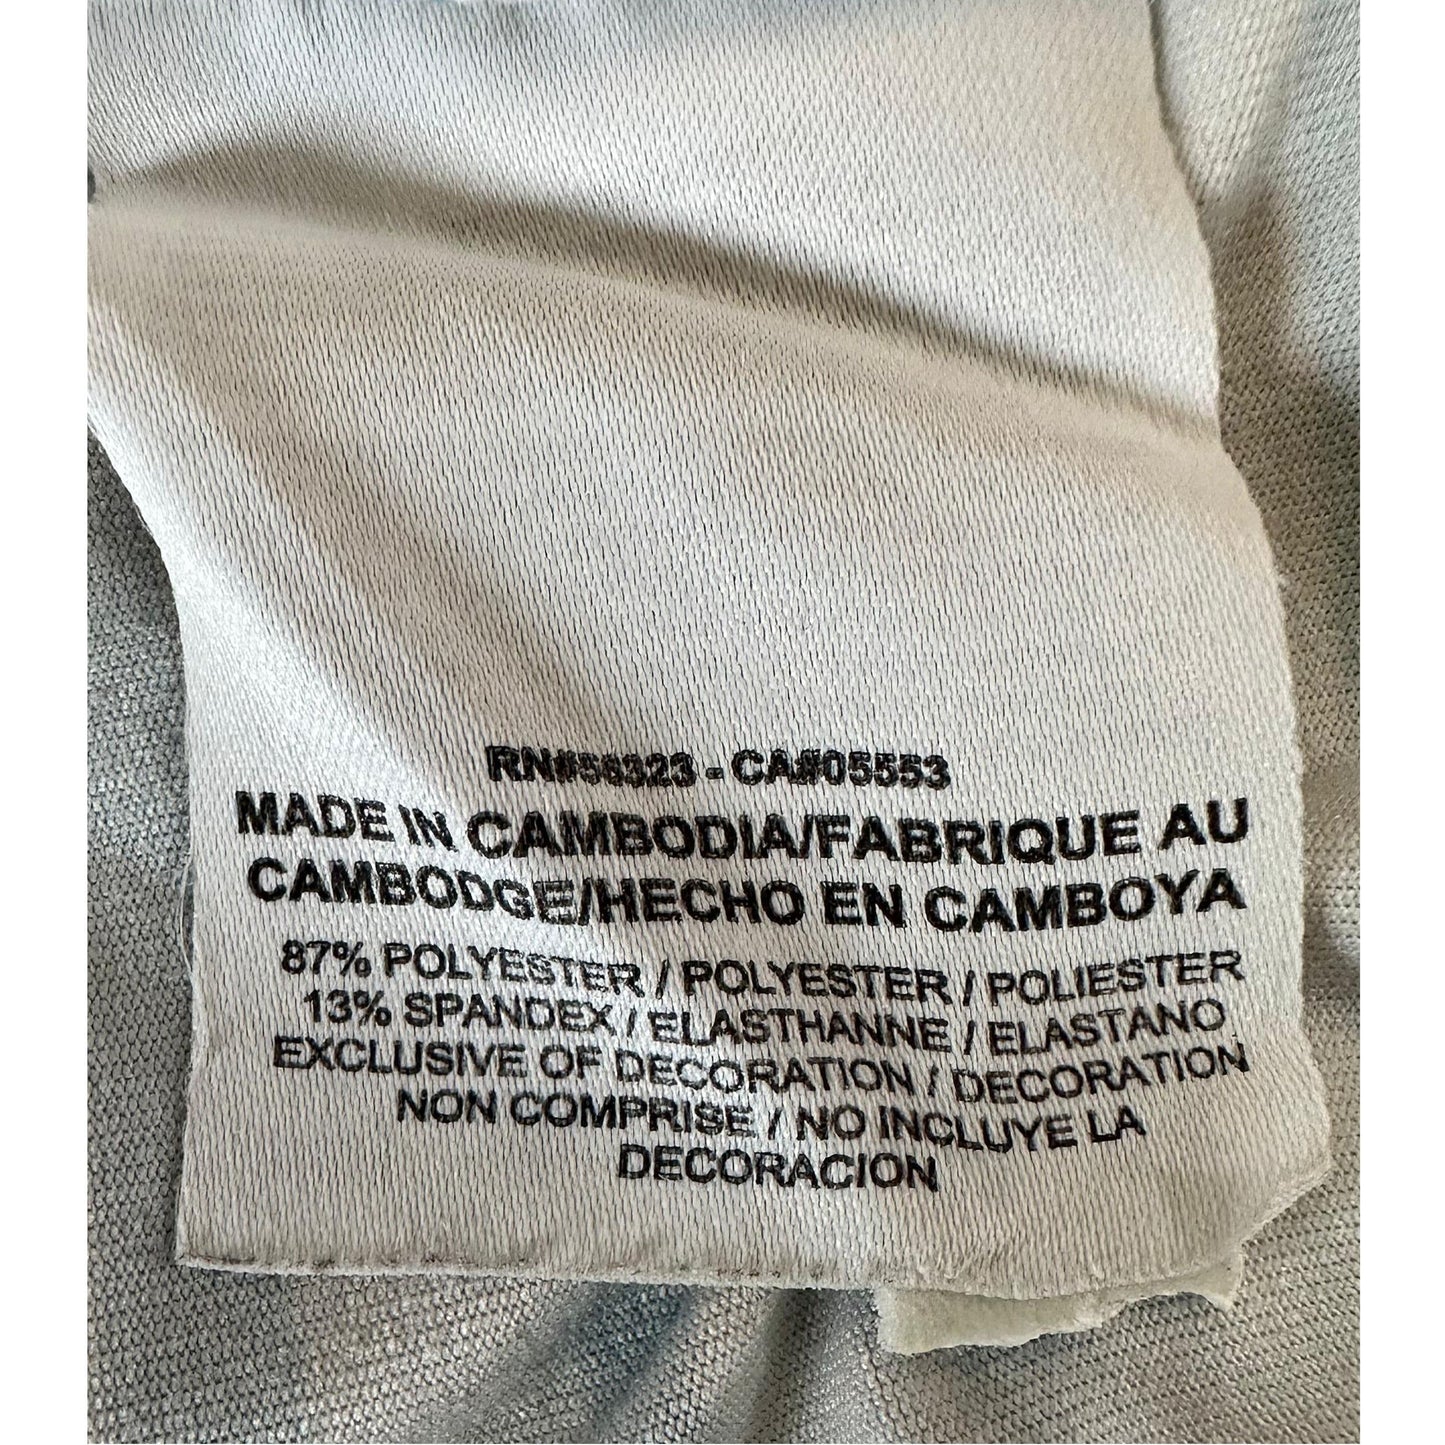 RN#56323 - CA#05553
MADE IN CAMBODIA/FABRIQUE AU
CAMBODGE/HECHO EN CAMBOYA
87% POLYESTER / POLYESTER / POLIESTER
13% SPANDEX / ELASTHANNE / ELASTANO
EXCLUSIVE OF DECORATION / DECORATION
NON COMPRISE / NO INCLUYE LA
DECORACION